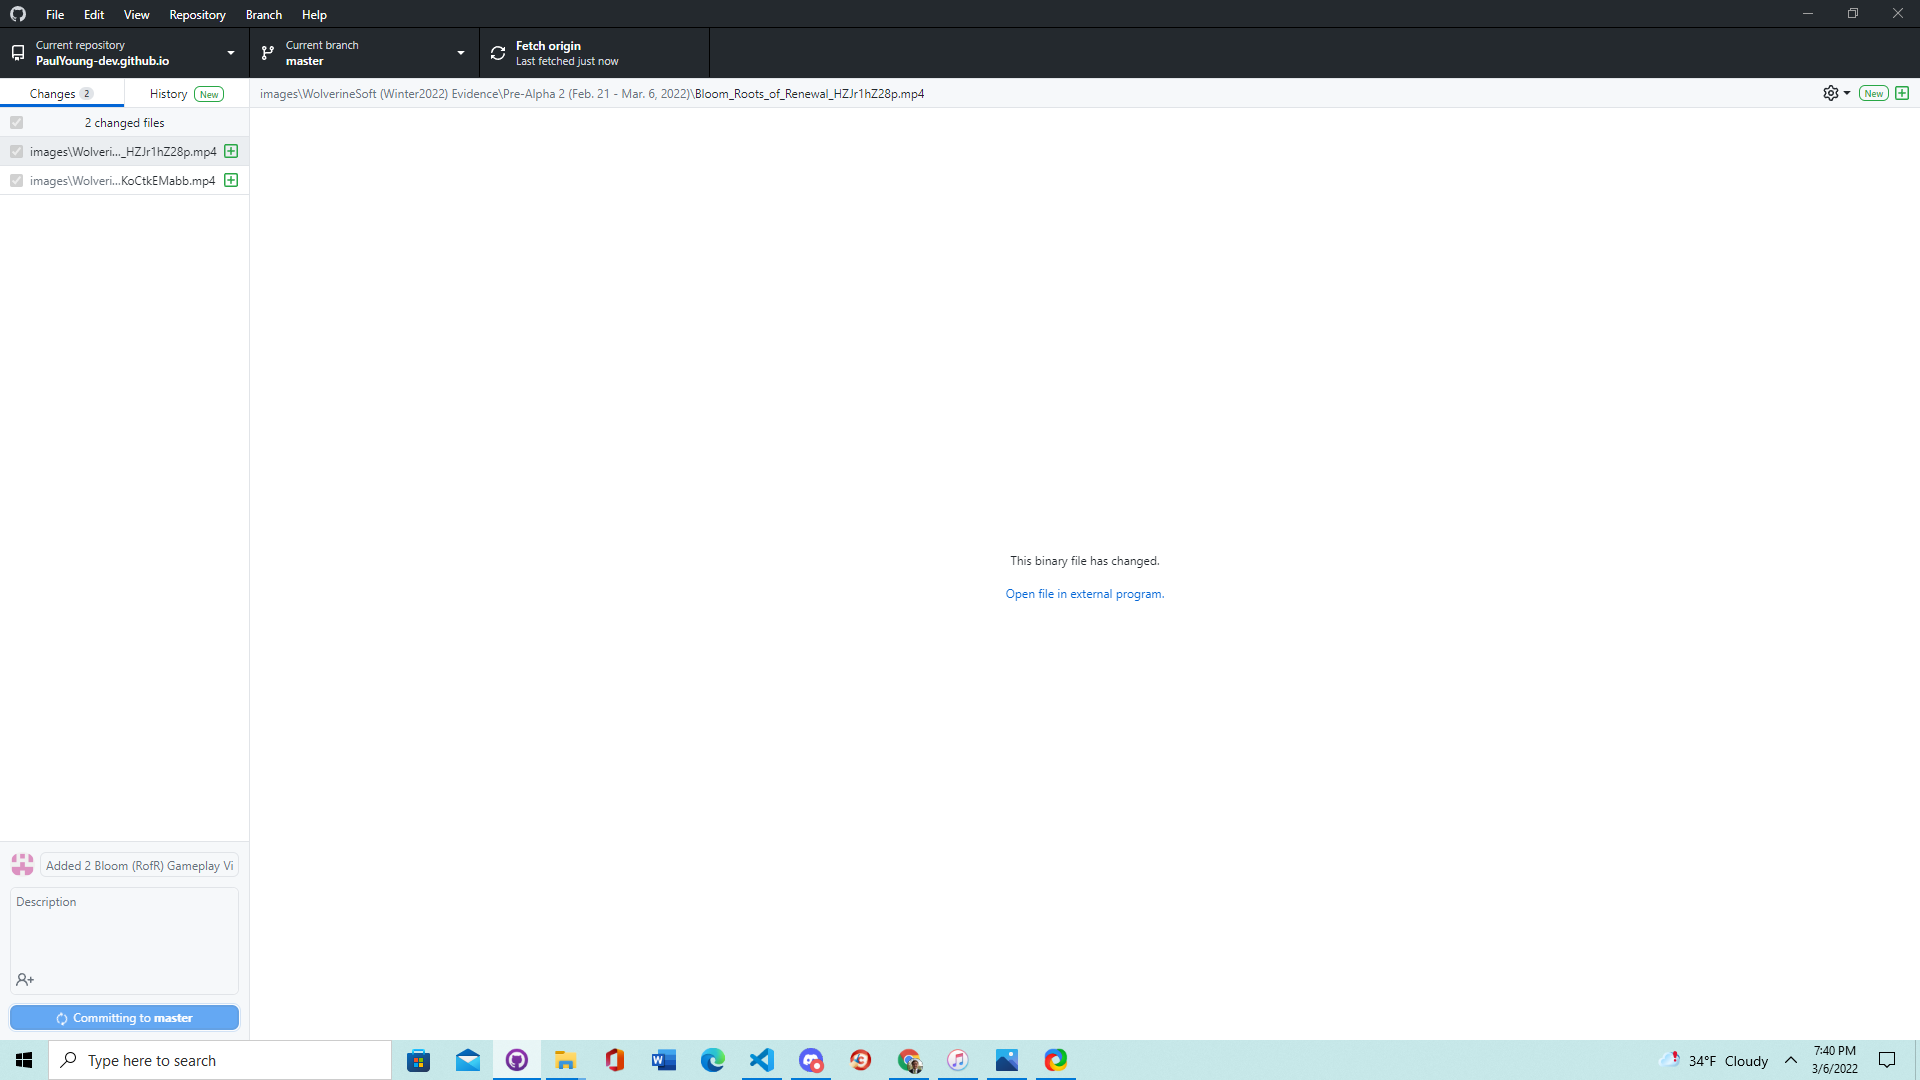 File Edit View Repository Branch Help
Current repository
PaulYoung-dev.github.io
Current branch
master
Fetch origin
Last fetched just now
Changes 2
History New
images\WolverineSoft (Winter2022) Evidence\Pre-Alpha 2 (Feb. 21 - Mar. 6, 2022)\Bloom_Roots_of_Renewal_HZJr1hZ28p.mp4
New
2 changed files
images\Wolveri..._HZJr1hZ28p.mp4
images\Wolveri...KoCtkEMabb.mp4
This binary file has changed.
Open file in external program.
Added 2 Bloom (RofR) Gameplay Vi
Description
Committing to master
Type here to search
34°F Cloudy
7:40 PM
3/6/2022